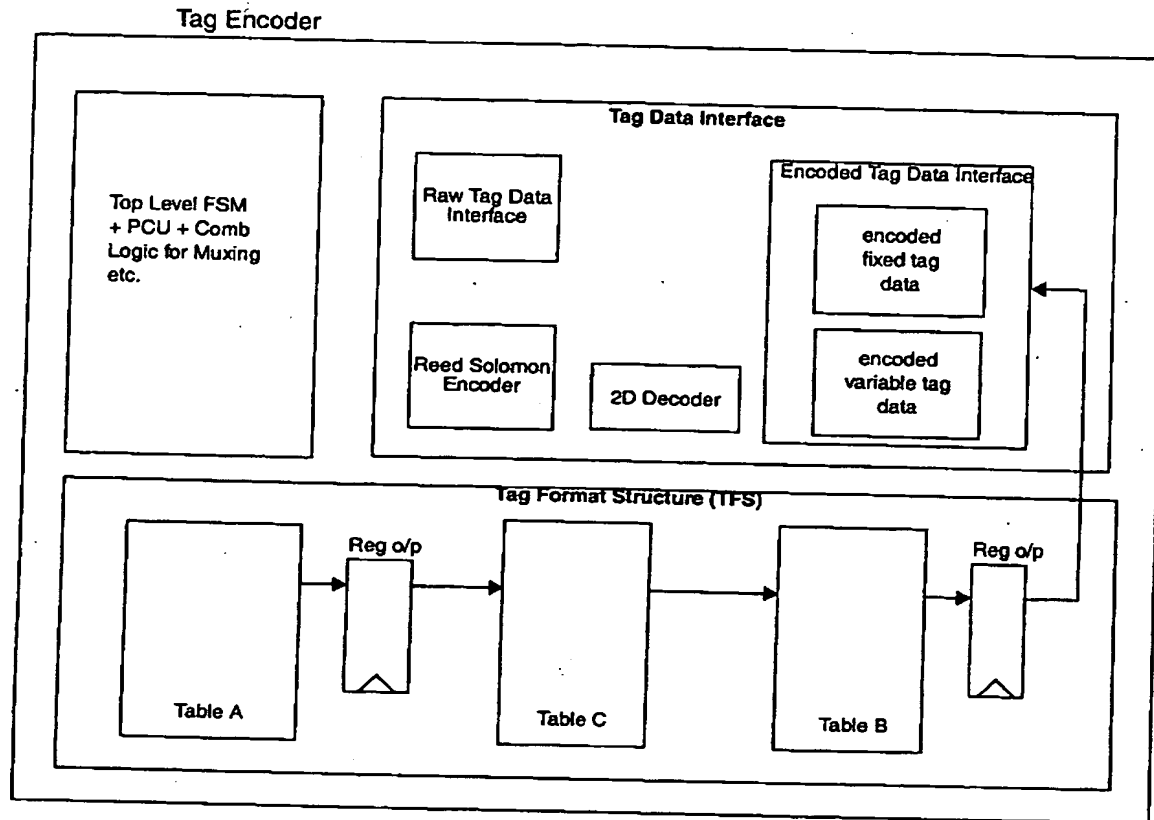 Tag Encoder
Top Level FSM
+ PCU + Comb
Logic for Muxing
etc.
Tag Data Interface
Raw Tag Data
Interface
Encoded Tag Data Interface
encoded
fixed tag
data
Reed Solomon
Encoder
2D Decoder
encoded
variable tag
data
Tag Format Structure (TFS)
Table A
Reg o/p
Table C
Table B
Reg o/p